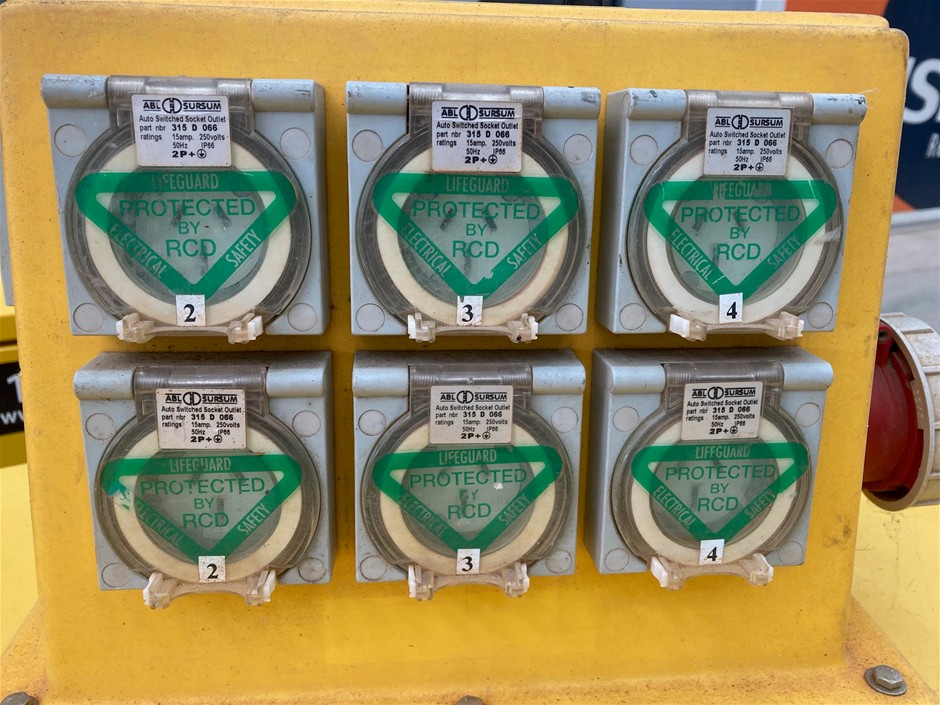 ABL SURSUM
Auto Switched Socket Outlet
part nbr 315 D 066
ratings 15amp. 250volts
50Hz IP66
2P+
LIFEGUARD
PROTECTED
BY
RCD
ELECTRICAL
SAFETY
2
ABL SURSUM
Auto Switched Socket Outlet
part nbr 315 D 066
ratings 15amp. 250volts
50Hz IP66
2P+
LIFEGUARD
PROTECTED
BY
RCD
ELECTRICAL
SAFETY
3
ABL SURSUM
Auto Switched Socket Outlet
part nbr 315 D 066
ratings 15amp. 250volts
50Hz IP66
2P+
LIFEGUARD
PROTECTED
BY
RCD
ELECTRICAL
SAFETY
4
ABL SURSUM
Auto Switched Socket Outlet
part nbr 315 D 066
ratings 15amp. 250volts
50Hz IP66
2P+
LIFEGUARD
PROTECTED
BY
RCD
ELECTRICAL
SAFETY
2
ABL SURSUM
Auto Switched Socket Outlet
part nbr 315 D 066
ratings 15amp. 250volts
50Hz IP66
2P+
LIFEGUARD
PROTECTED
BY
RCD
ELECTRICAL
SAFETY
3
ABL SURSUM
Auto Switched Socket Outlet
part nbr 315 D 066
ratings 15amp. 250volts
50Hz IP66
2P+
LIFEGUARD
PROTECTED
BY
RCD
ELECTRICAL
SAFETY
4
www.